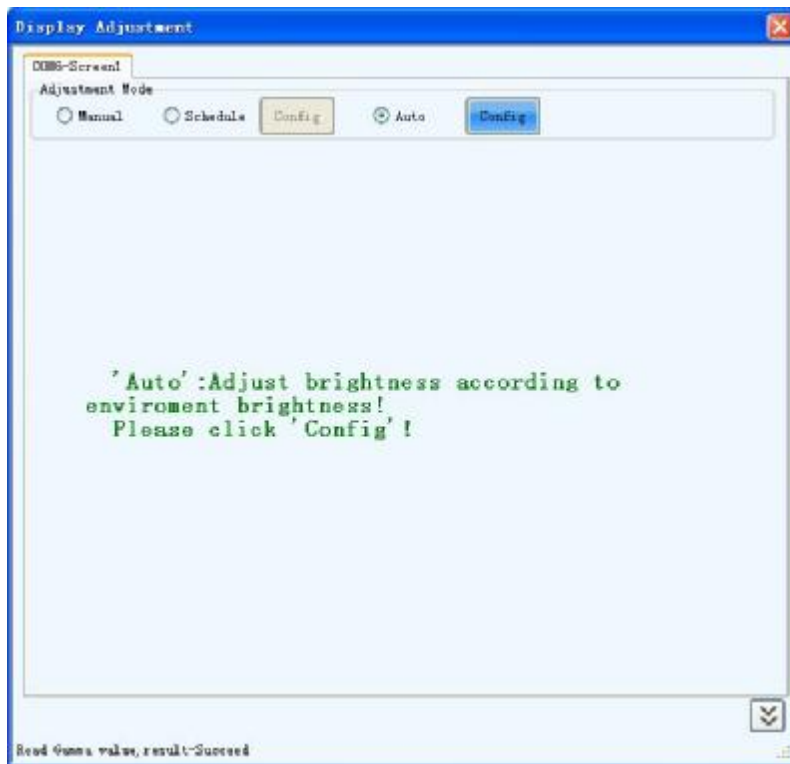 Display Adjustment
COM6-Screen1
Adjustment Mode
Manual Schedule Config Auto Config
'Auto':Adjust brightness according to
enviroment brightness!
Please click 'Config'!
Read Gamma value, result-Succeed